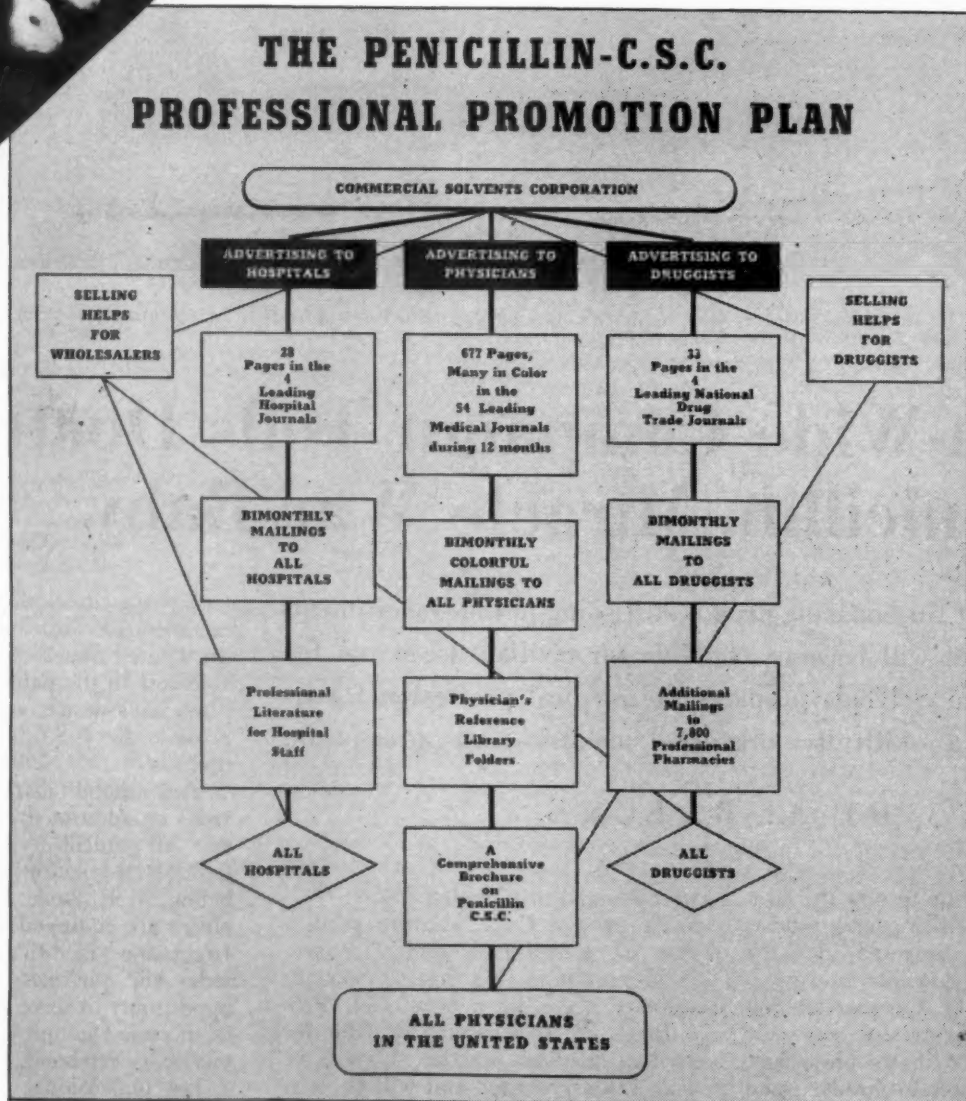 THE PENICILLIN-C.S.C.
PROFESSIONAL PROMOTION PLAN
COMMERCIAL SOLVENTS CORPORATION
ADVERTISING TO
HOSPITALS
ADVERTISING TO
PHYSICIANS
ADVERTISING TO
DRUGGISTS
SELLING
HELPS
FOR
WHOLESALERS
28
Pages in the
4
Leading
Hospital
Journals
677 Pages,
Many in Color
in the
54 Leading
Medical Journals
during 12 months
33
Pages in the
4
Leading National
Drug
Trade Journals
SELLING
HELPS
FOR
DRUGGISTS
BIMONTHLY
MAILINGS
TO
ALL
HOSPITALS
BIMONTHLY
COLORFUL
MAILINGS TO
ALL PHYSICIANS
BIMONTHLY
MAILINGS
TO
ALL DRUGGISTS
Professional
Literature
for Hospital
Staff
Physician's
Reference
Library
Folders
Additional
Mailings
to
7,800
Professional
Pharmacies
ALL
HOSPITALS
A
Comprehensive
Brochure
on
Penicillin
C.S.C.
ALL
DRUGGISTS
ALL PHYSICIANS
IN THE UNITED STATES